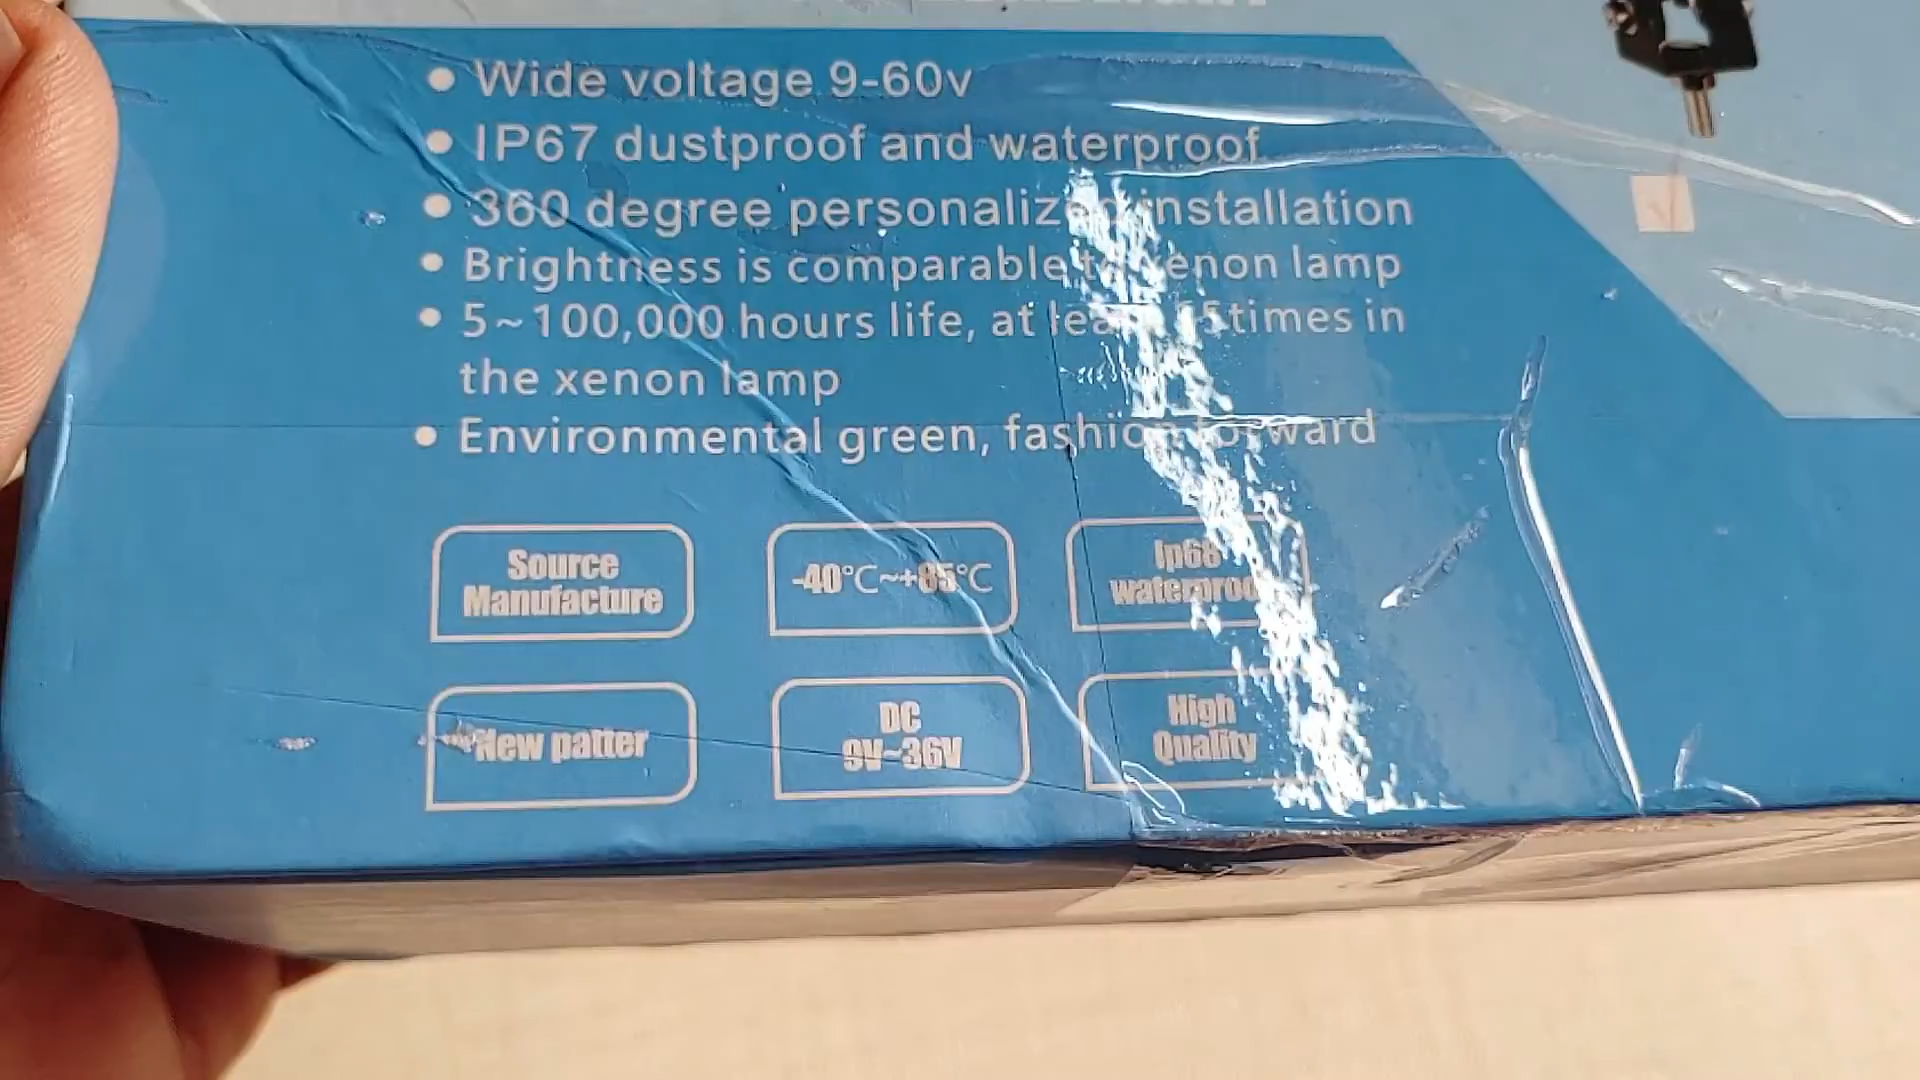 Wide voltage 9-60v
IP67 dustproof and waterproof
360 degree personalized installation
Brightness is comparable to xenon lamp
5~100,000 hours life, at least times in
the xenon lamp
Environmental green, fashion forward
Source
Manufacture
-40°C~+85°C
Ip68
waterproof
New patter
DC
9V~36V
High
Quality